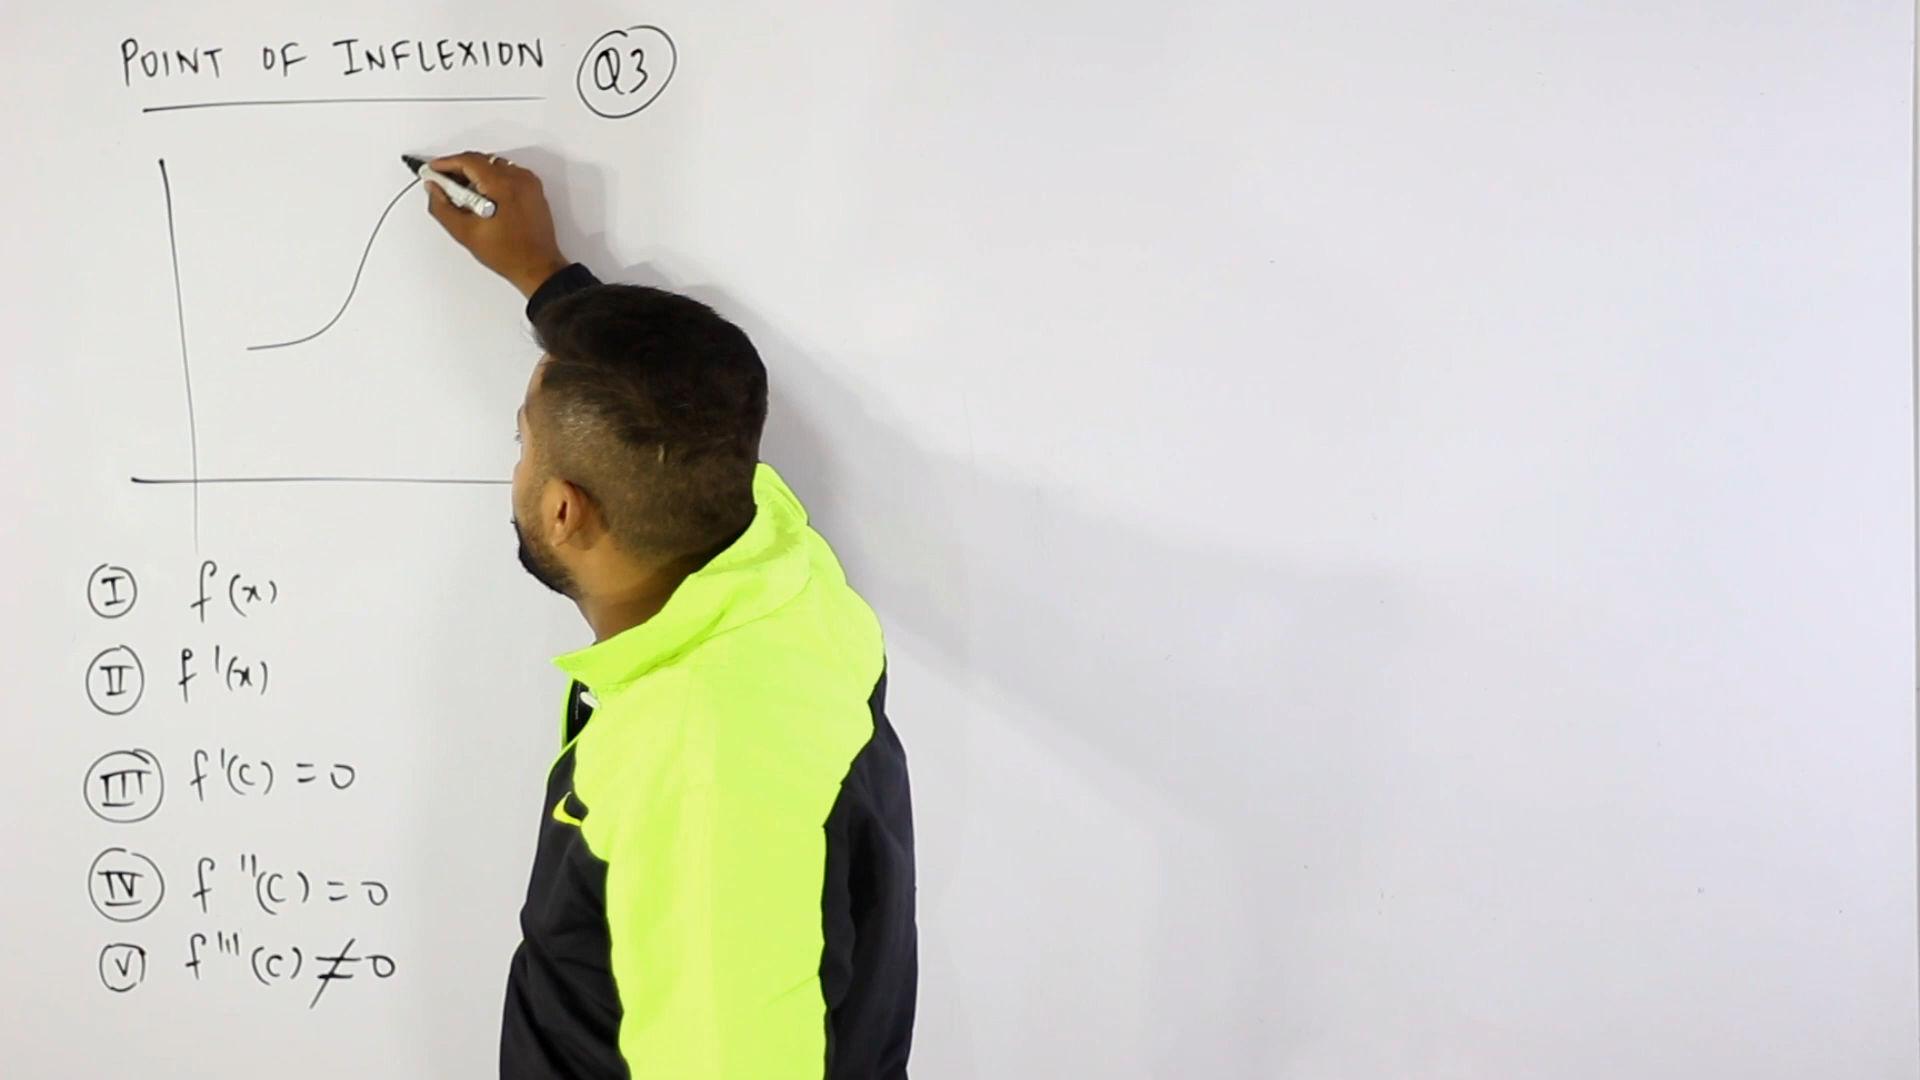 POINT OF INFLEXION Q3
I f(x)
II f'(x)
III f'(c) = 0
IV f''(c) = 0
V f'''(c) ≠ 0